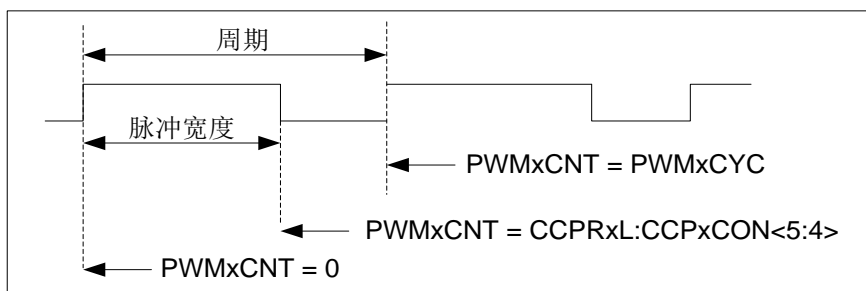 周期
脉冲宽度
PWMxCNT = PWMxCYC
PWMxCNT = CCPRxL:CCPxCON<5:4>
PWMxCNT = 0